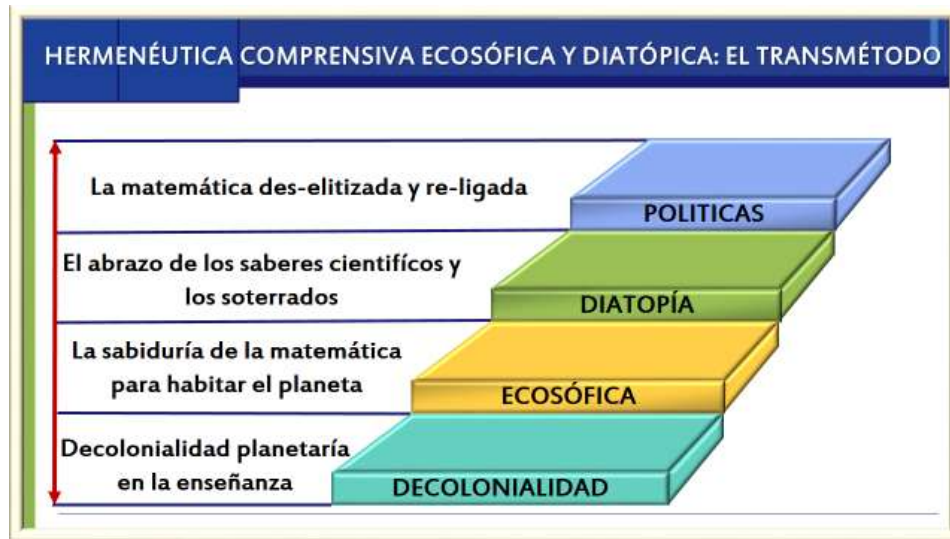 HERMENÉUTICA COMPRENSIVA ECOSÓFICA Y DIATÓPICA: EL TRANSMÉTODO
La matemática des-elitizada y re-ligada
POLITICAS
El abrazo de los saberes cientifícos y
los soterrados
DIATOPÍA
La sabiduría de la matemática
para habitar el planeta
ECOSÓFICA
Decolonialidad planetaría
en la enseñanza
DECOLONIALIDAD